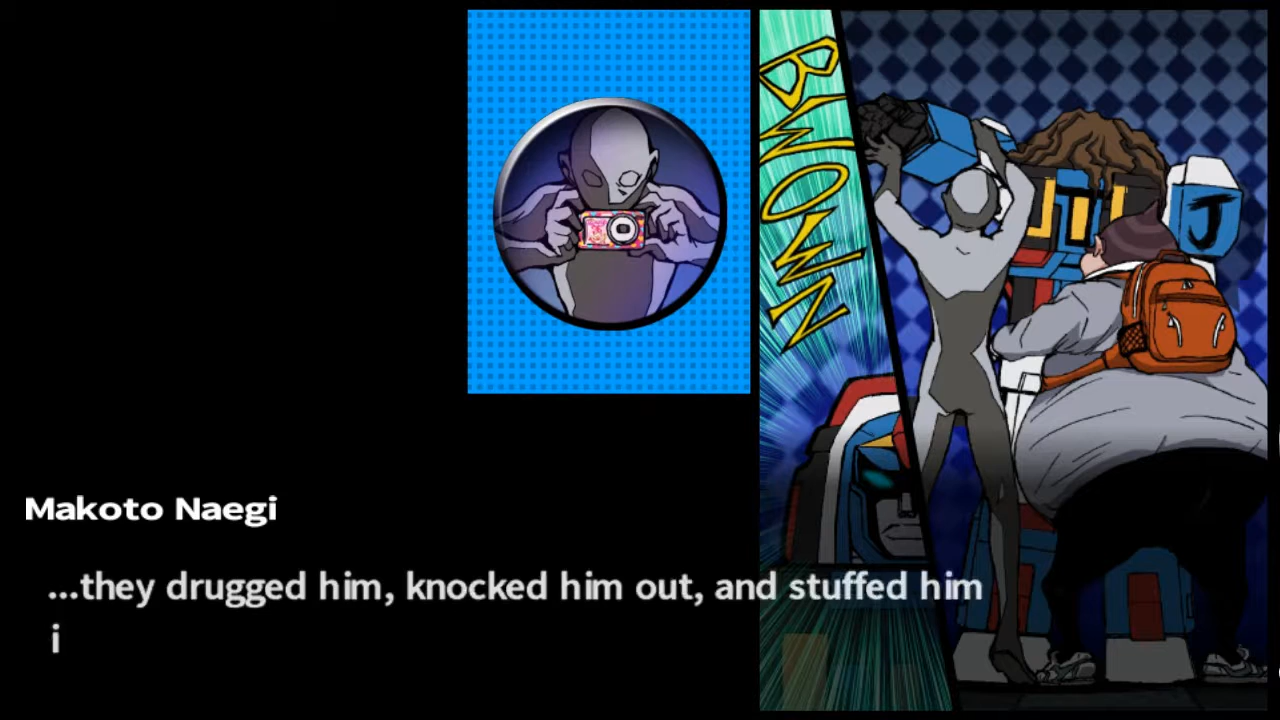 BWOWN
J
Makoto Naegi
...they drugged him, knocked him out, and stuffed him
i